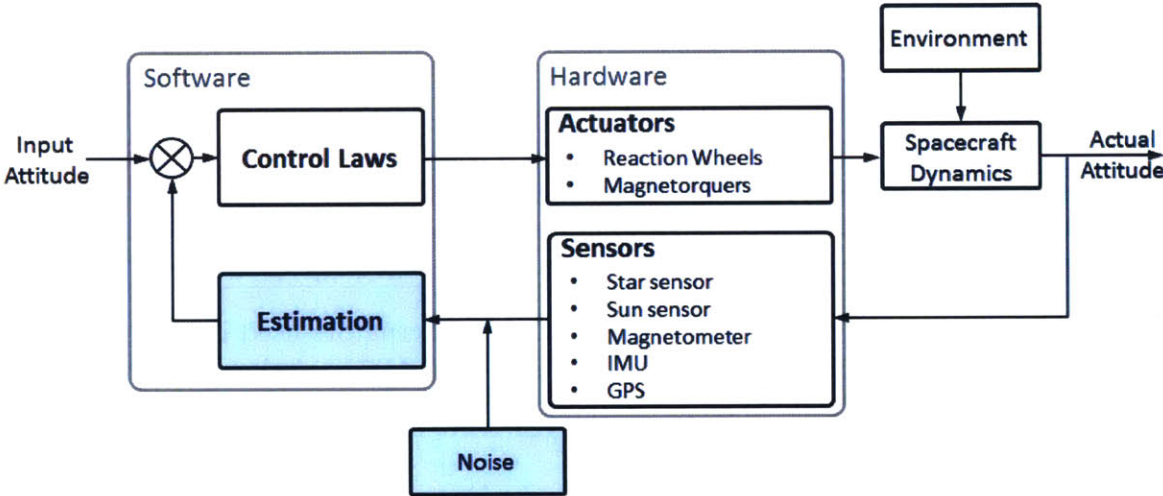 Environment
Software
Hardware
Input
Attitude
Control Laws
Actuators
• Reaction Wheels
• Magnetorquers
Spacecraft
Dynamics
Actual
Attitude
Estimation
Sensors
• Star sensor
• Sun sensor
• Magnetometer
• IMU
• GPS
Noise